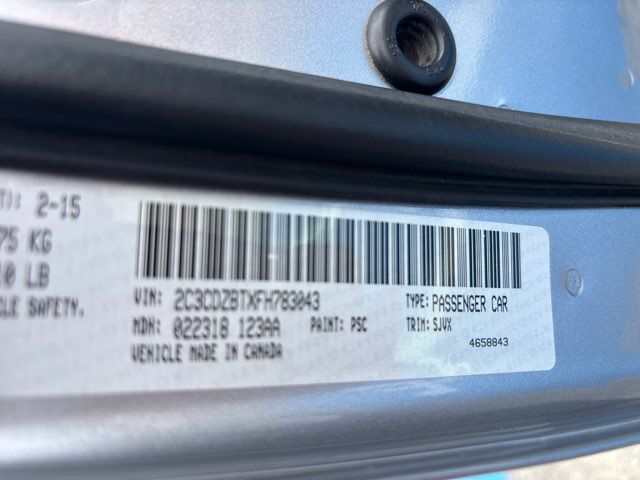 T): 2-15
75 KG
10 LB
CLE SAFETY.
VIN: 2C3CDZBTXFH783043
TYPE: PASSENGER CAR
MDH: 022318 123AA
PAINT: PSC
TRIM: SJVX
VEHICLE MADE IN CANADA
4658843